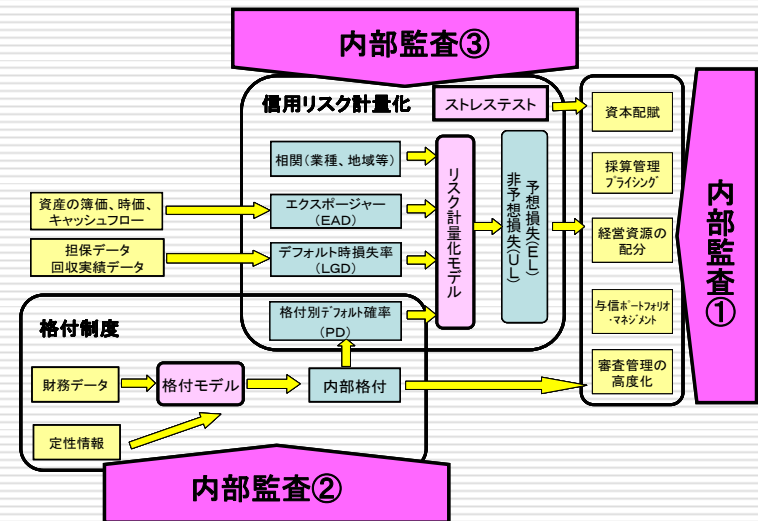 内部監査③
信用リスク計量化
ストレステスト
資本配賦
相関(業種、地域等)
採算管理
プライシング
資産の簿価、時価、
キャッシュフロー
エクスポージャー
(EAD)
リスク計量化モデル
予想損失(EL)
非予想損失(UL)
経営資源の
配分
内部監査①
担保データ
回収実績データ
デフォルト時損失率
(LGD)
格付制度
格付別デフォルト確率
(PD)
与信ポートフォリオ
・マネジメント
財務データ
格付モデル
内部格付
審査管理の
高度化
定性情報
内部監査②